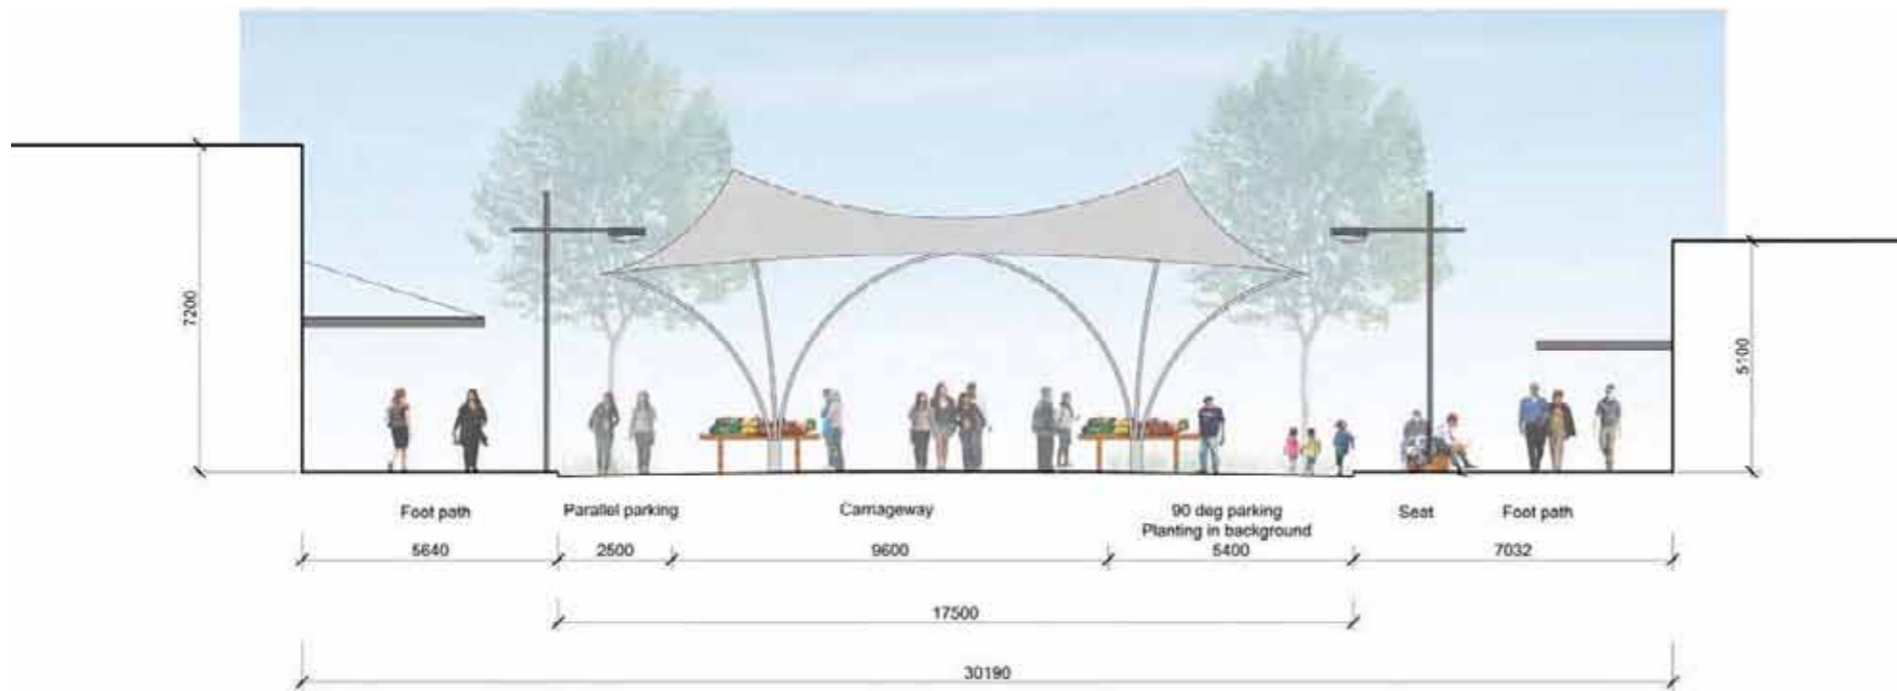 7200
5100
Foot path
Parallel parking
Carriageway
90 deg parking
Planting in background
Seat
Foot path
5640
2500
9600
5400
7032
17500
30190